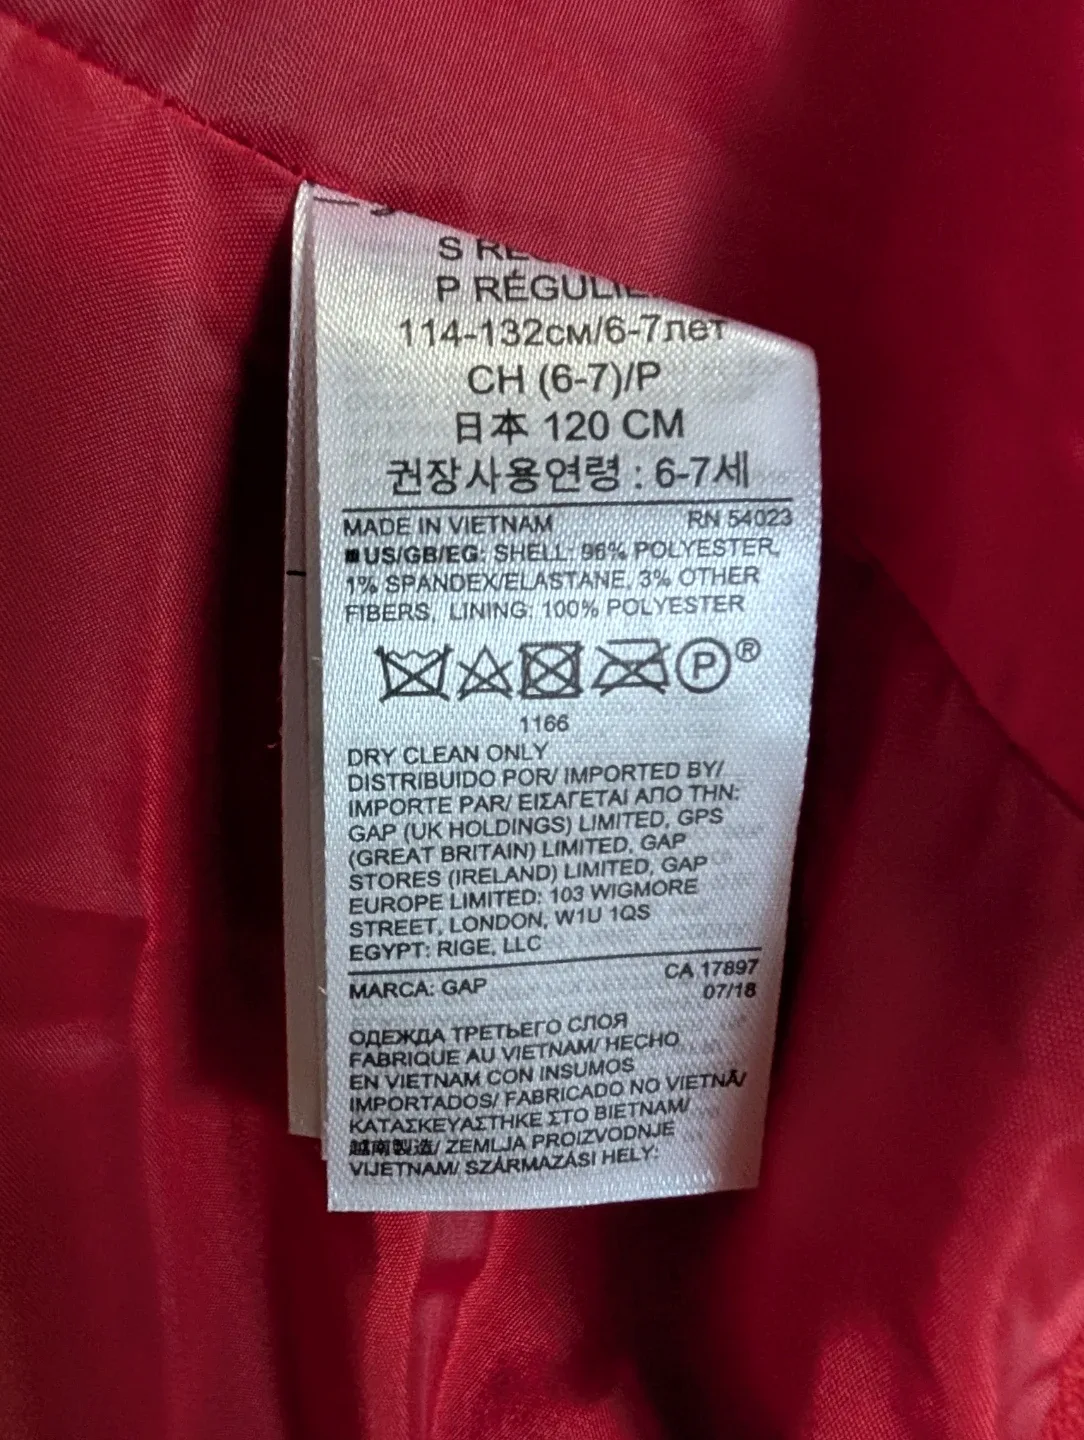 S RE
P RÉGULIE
114-132см/6-7лет
CH (6-7)/P
日本 120 CM
권장사용연령 : 6-7세
MADE IN VIETNAM RN 54023
■US/GB/EG: SHELL: 96% POLYESTER,
1% SPANDEX/ELASTANE, 3% OTHER
FIBERS, LINING: 100% POLYESTER
P ®
1166
DRY CLEAN ONLY
DISTRIBUIDO POR/ IMPORTED BY/
IMPORTE PAR/ ΕΙΣΑΓΕΤΑΙ ΑΠΟ ΤΗΝ:
GAP (UK HOLDINGS) LIMITED, GPS
(GREAT BRITAIN) LIMITED, GAP
STORES (IRELAND) LIMITED, GAP
EUROPE LIMITED: 103 WIGMORE
STREET, LONDON, W1U 1QS
EGYPT: RIGE, LLC
MARCA: GAP CA 17897
07/18
ОДЕЖДА ТРЕТЬЕГО СЛОЯ
FABRIQUE AU VIETNAM/ HECHO
EN VIETNAM CON INSUMOS
IMPORTADOS/ FABRICADO NO VIETNÃ/
ΚΑΤΑΣΚΕΥΑΣΤΗΚΕ ΣΤΟ ΒΙΕΤΝΑΜ/
越南製造/ ZEMLJA PROIZVODNJE
VIJETNAM/ SZÁRMAZÁSI HELY: